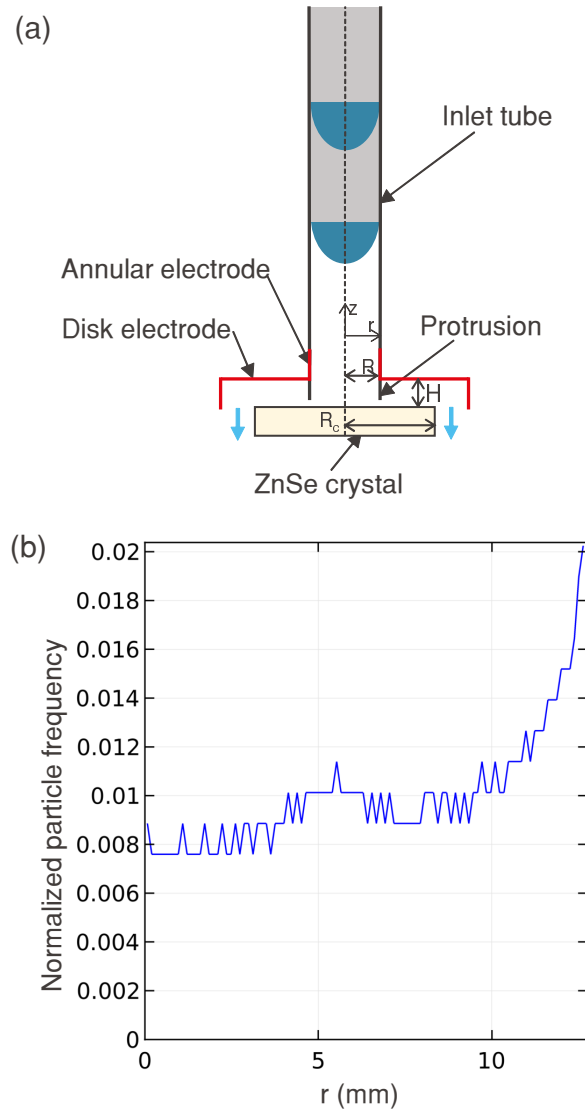 (a)
Inlet tube
Annular electrode
z
Disk electrode
r
Protrusion
R
H
R_c
ZnSe crystal
(b)
0.02
0.018
0.016
0.014
0.012
0.01
0.008
0.006
0.004
0.002
0
Normalized particle frequency
0 5 10
r (mm)